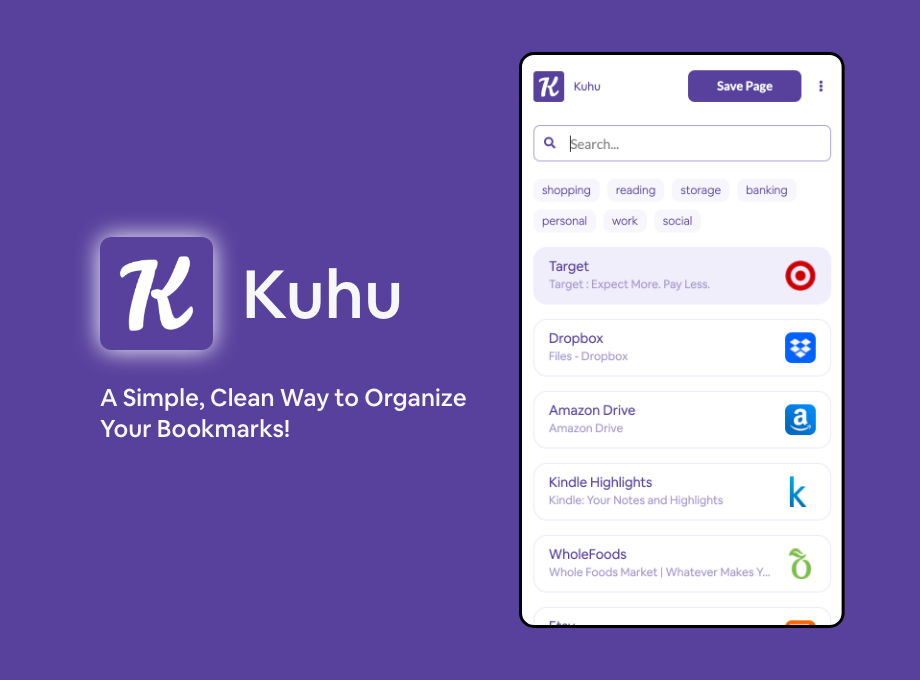 K
Kuhu
A Simple, Clean Way to Organize
Your Bookmarks!
K Kuhu Save Page
Search...
shopping reading storage banking
personal work social
Target
Target : Expect More. Pay Less.
Dropbox
Files - Dropbox
Amazon Drive
Amazon Drive
a
Kindle Highlights
Kindle: Your Notes and Highlights
k
WholeFoods
Whole Foods Market | Whatever Makes Y...